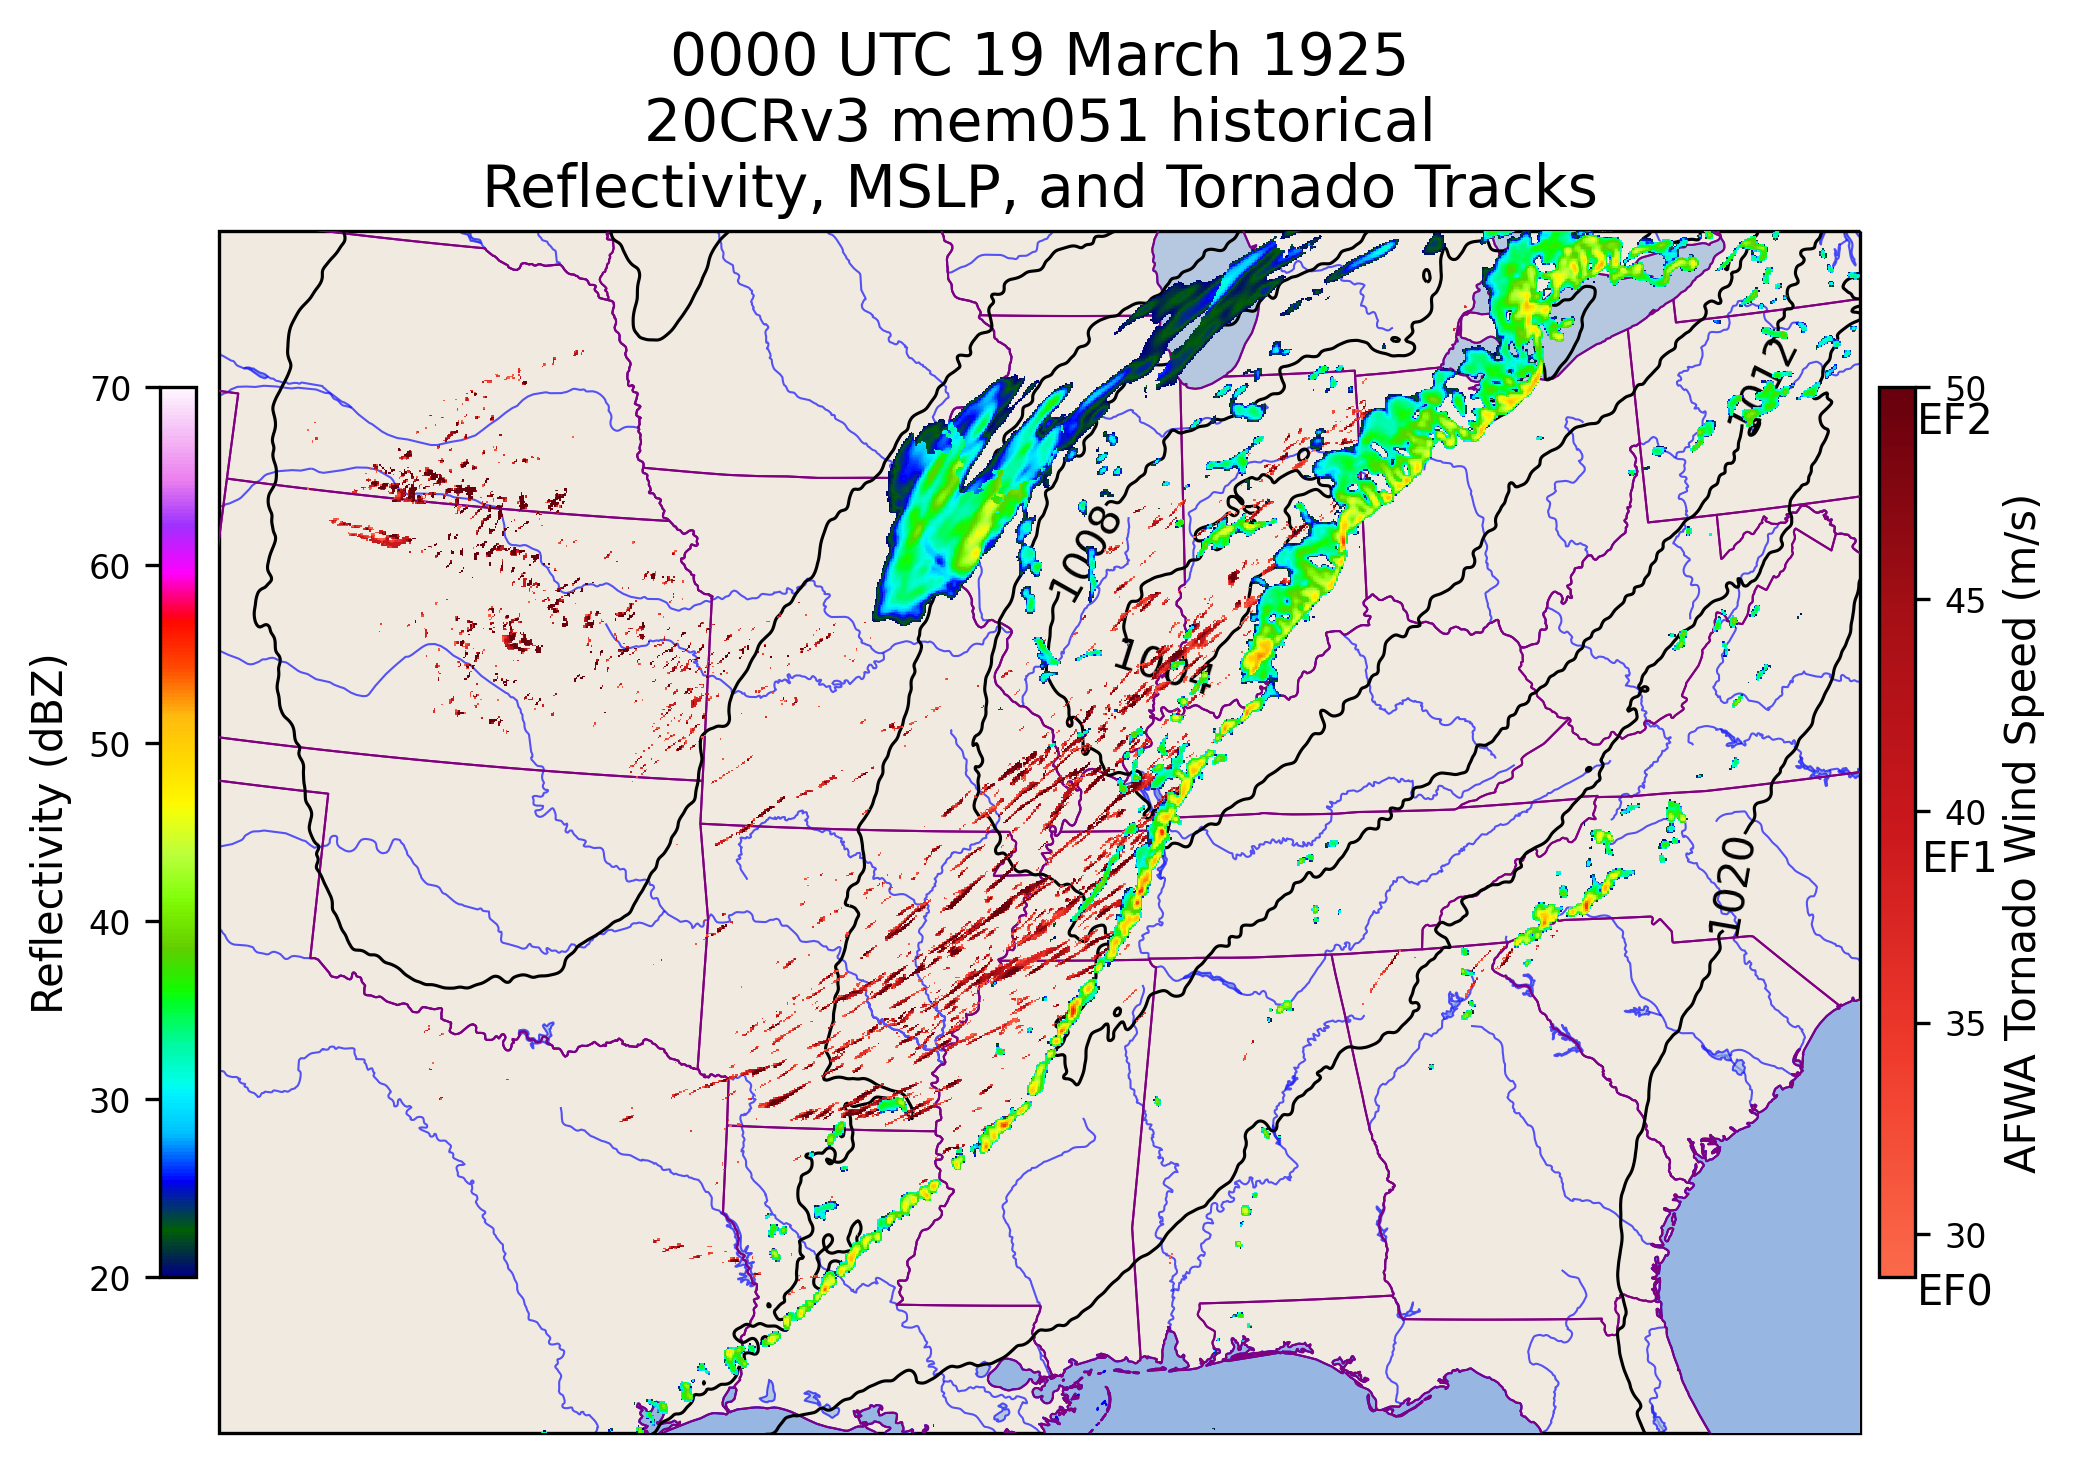 0000 UTC 19 March 1925
20CRv3 mem051 historical
Reflectivity, MSLP, and Tornado Tracks
70
60
50
40
30
20
Reflectivity (dBZ)
1012
1008
1004
1020
50
EF2
45
40
EF1
35
30
EF0
AFWA Tornado Wind Speed (m/s)